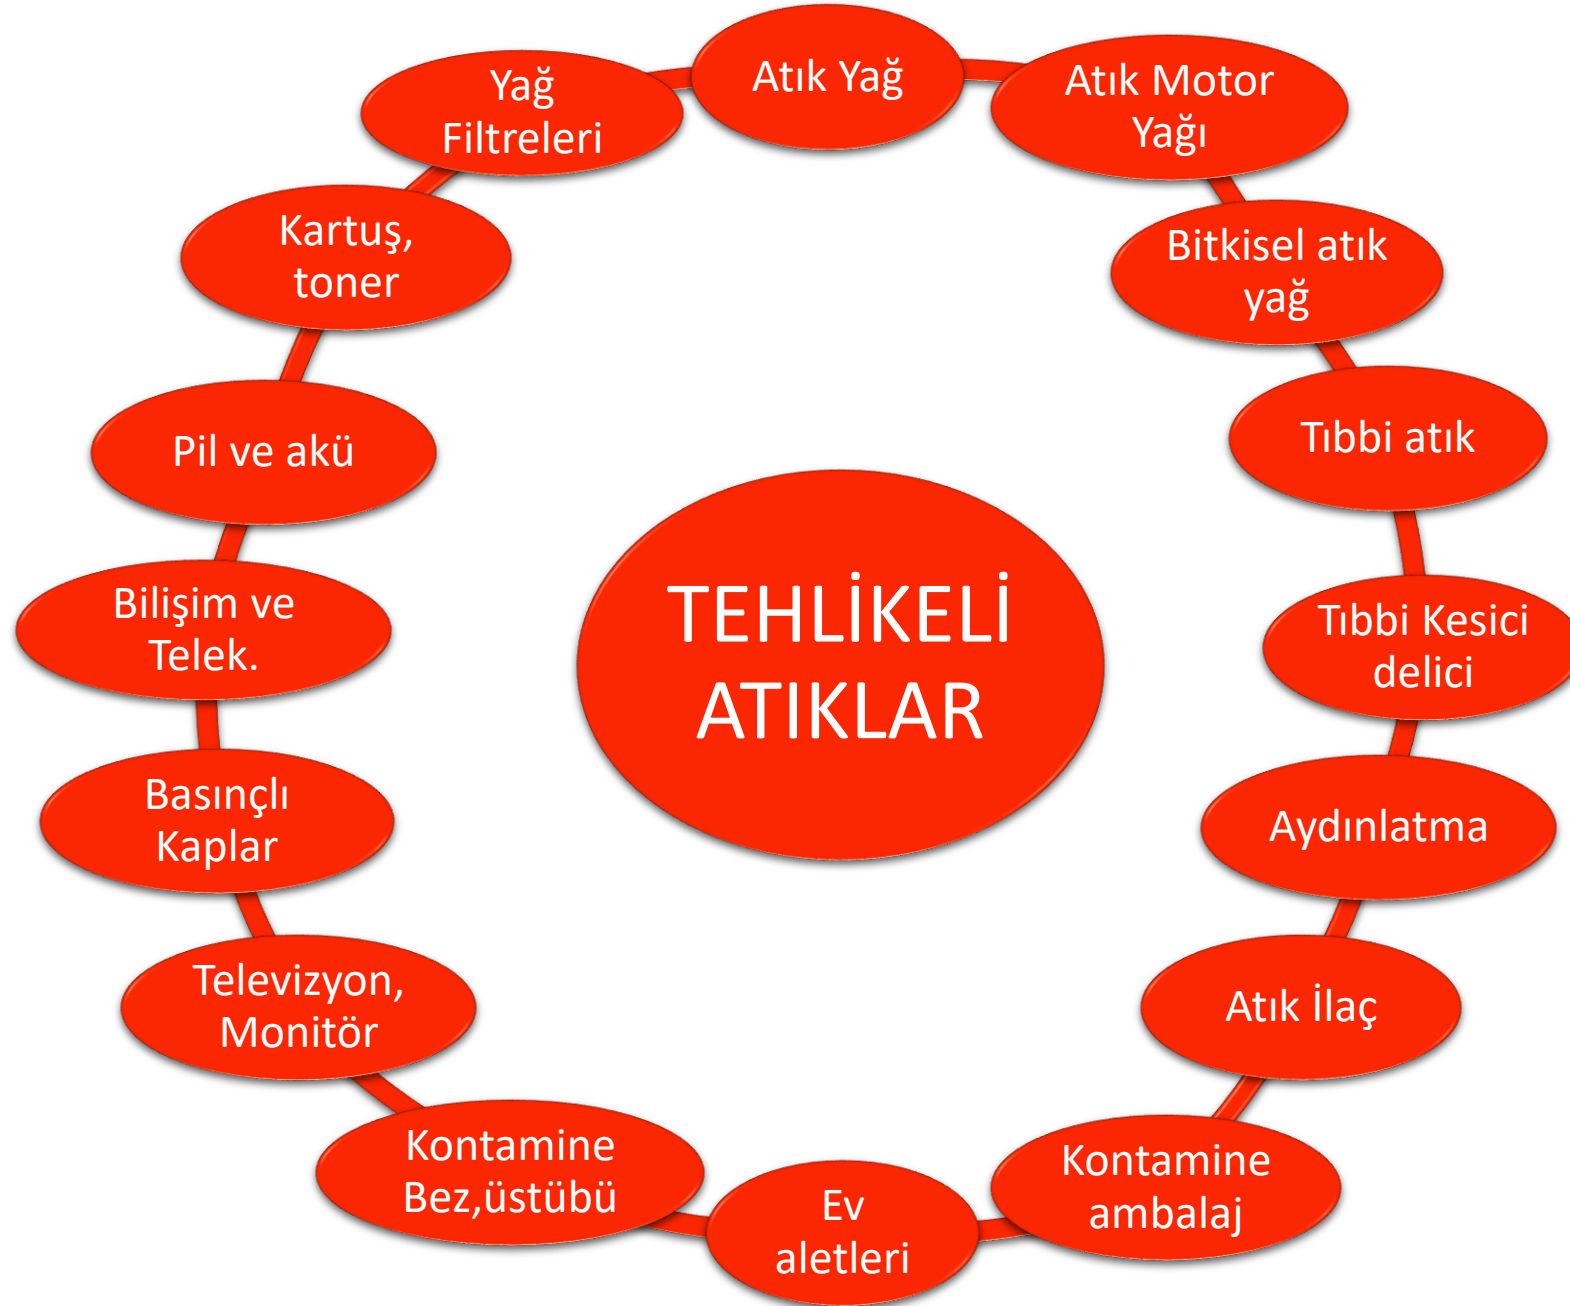 Atık Yağ
Atık Motor
Yağı
Bitkisel atık
yağ
Tıbbi atık
Tıbbi Kesici
delici
Aydınlatma
Atık İlaç
Kontamine
ambalaj
Ev
aletleri
Kontamine
Bez,üstübü
Televizyon,
Monitör
Basınçlı
Kaplar
Bilişim ve
Telek.
Pil ve akü
Kartuş,
toner
Yağ
Filtreleri
TEHLİKELİ
ATIKLAR